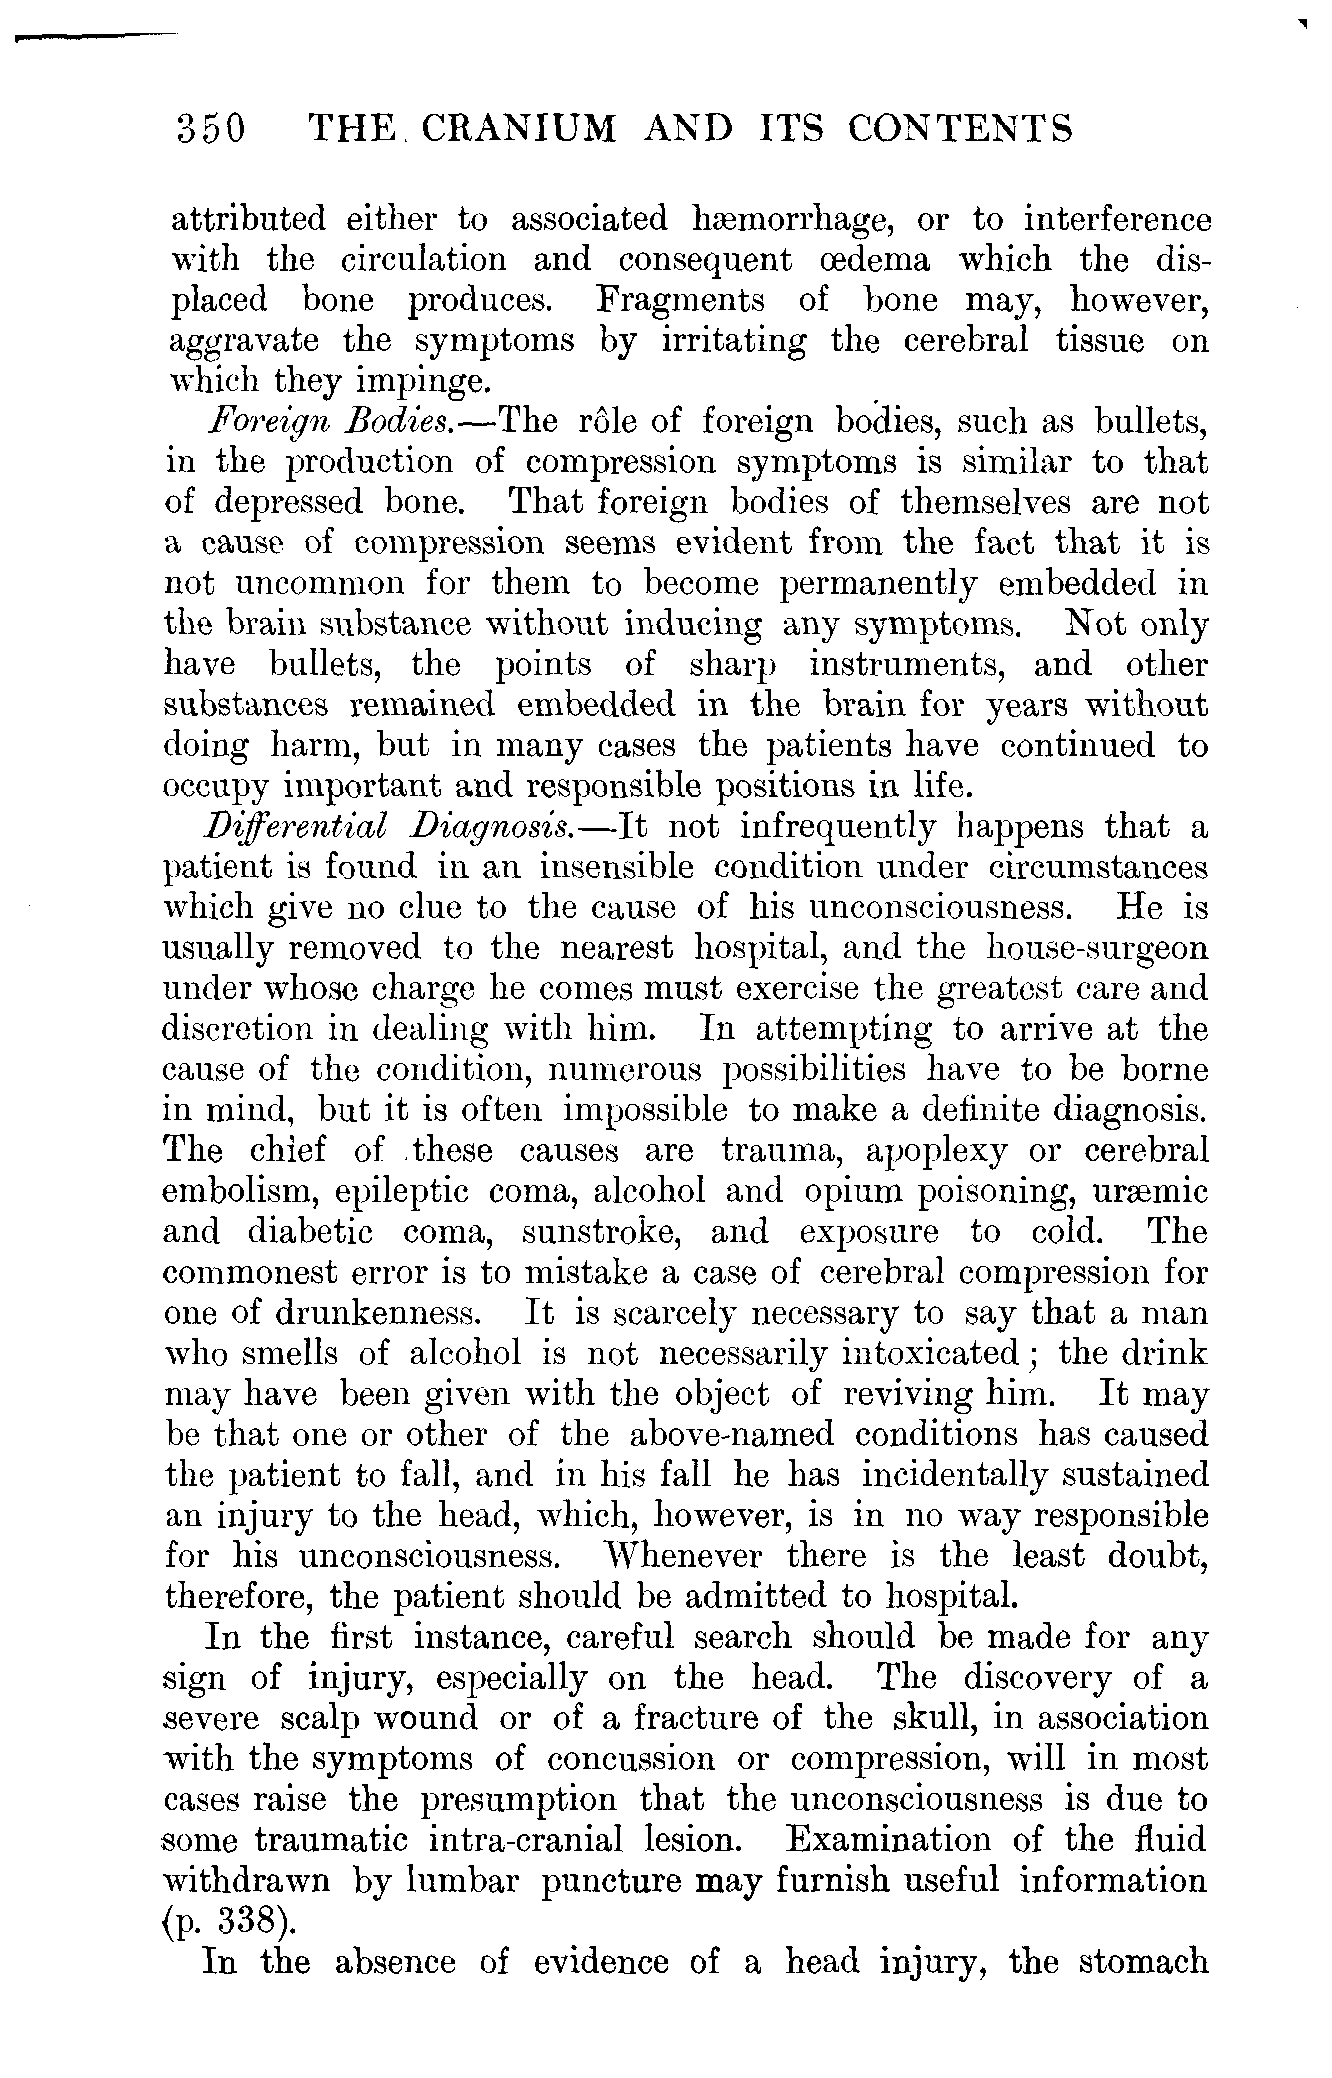 350 THE CRANIUM AND ITS CONTENTS
attributed either to associated hæmorrhage, or to interference
with the circulation and consequent œdema which the dis-
placed bone produces. Fragments of bone may, however,
aggravate the symptoms by irritating the cerebral tissue on
which they impinge.
Foreign Bodies.—The rôle of foreign bodies, such as bullets,
in the production of compression symptoms is similar to that
of depressed bone. That foreign bodies of themselves are not
a cause of compression seems evident from the fact that it is
not uncommon for them to become permanently embedded in
the brain substance without inducing any symptoms. Not only
have bullets, the points of sharp instruments, and other
substances remained embedded in the brain for years without
doing harm, but in many cases the patients have continued to
occupy important and responsible positions in life.
Differential Diagnosis.—It not infrequently happens that a
patient is found in an insensible condition under circumstances
which give no clue to the cause of his unconsciousness. He is
usually removed to the nearest hospital, and the house-surgeon
under whose charge he comes must exercise the greatest care and
discretion in dealing with him. In attempting to arrive at the
cause of the condition, numerous possibilities have to be borne
in mind, but it is often impossible to make a definite diagnosis.
The chief of these causes are trauma, apoplexy or cerebral
embolism, epileptic coma, alcohol and opium poisoning, uræmic
and diabetic coma, sunstroke, and exposure to cold. The
commonest error is to mistake a case of cerebral compression for
one of drunkenness. It is scarcely necessary to say that a man
who smells of alcohol is not necessarily intoxicated; the drink
may have been given with the object of reviving him. It may
be that one or other of the above-named conditions has caused
the patient to fall, and in his fall he has incidentally sustained
an injury to the head, which, however, is in no way responsible
for his unconsciousness. Whenever there is the least doubt,
therefore, the patient should be admitted to hospital.
In the first instance, careful search should be made for any
sign of injury, especially on the head. The discovery of a
severe scalp wound or of a fracture of the skull, in association
with the symptoms of concussion or compression, will in most
cases raise the presumption that the unconsciousness is due to
some traumatic intra-cranial lesion. Examination of the fluid
withdrawn by lumbar puncture may furnish useful information
(p. 338).
In the absence of evidence of a head injury, the stomach